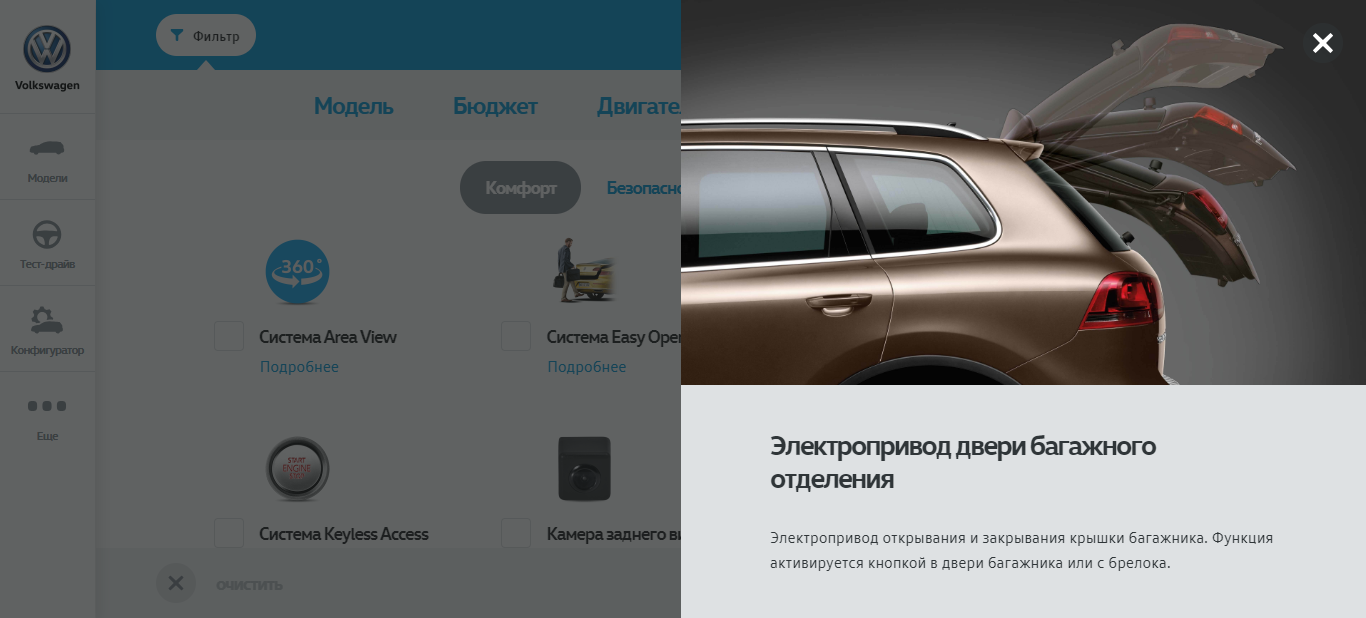 Volkswagen
Модели
Тест-драйв
Конфигуратор
Еще
Фильтр
Модель
Бюджет
Двигате
Комфорт
Безопасно
360°
Система Area View
Подробнее
Система Easy Oper
Подробнее
START
ENGINE
STOP
Система Keyless Access
Камера заднего ви
очистить
Электропривод двери багажного
отделения
Электропривод открывания и закрывания крышки багажника. Функция
активируется кнопкой в двери багажника или с брелока.